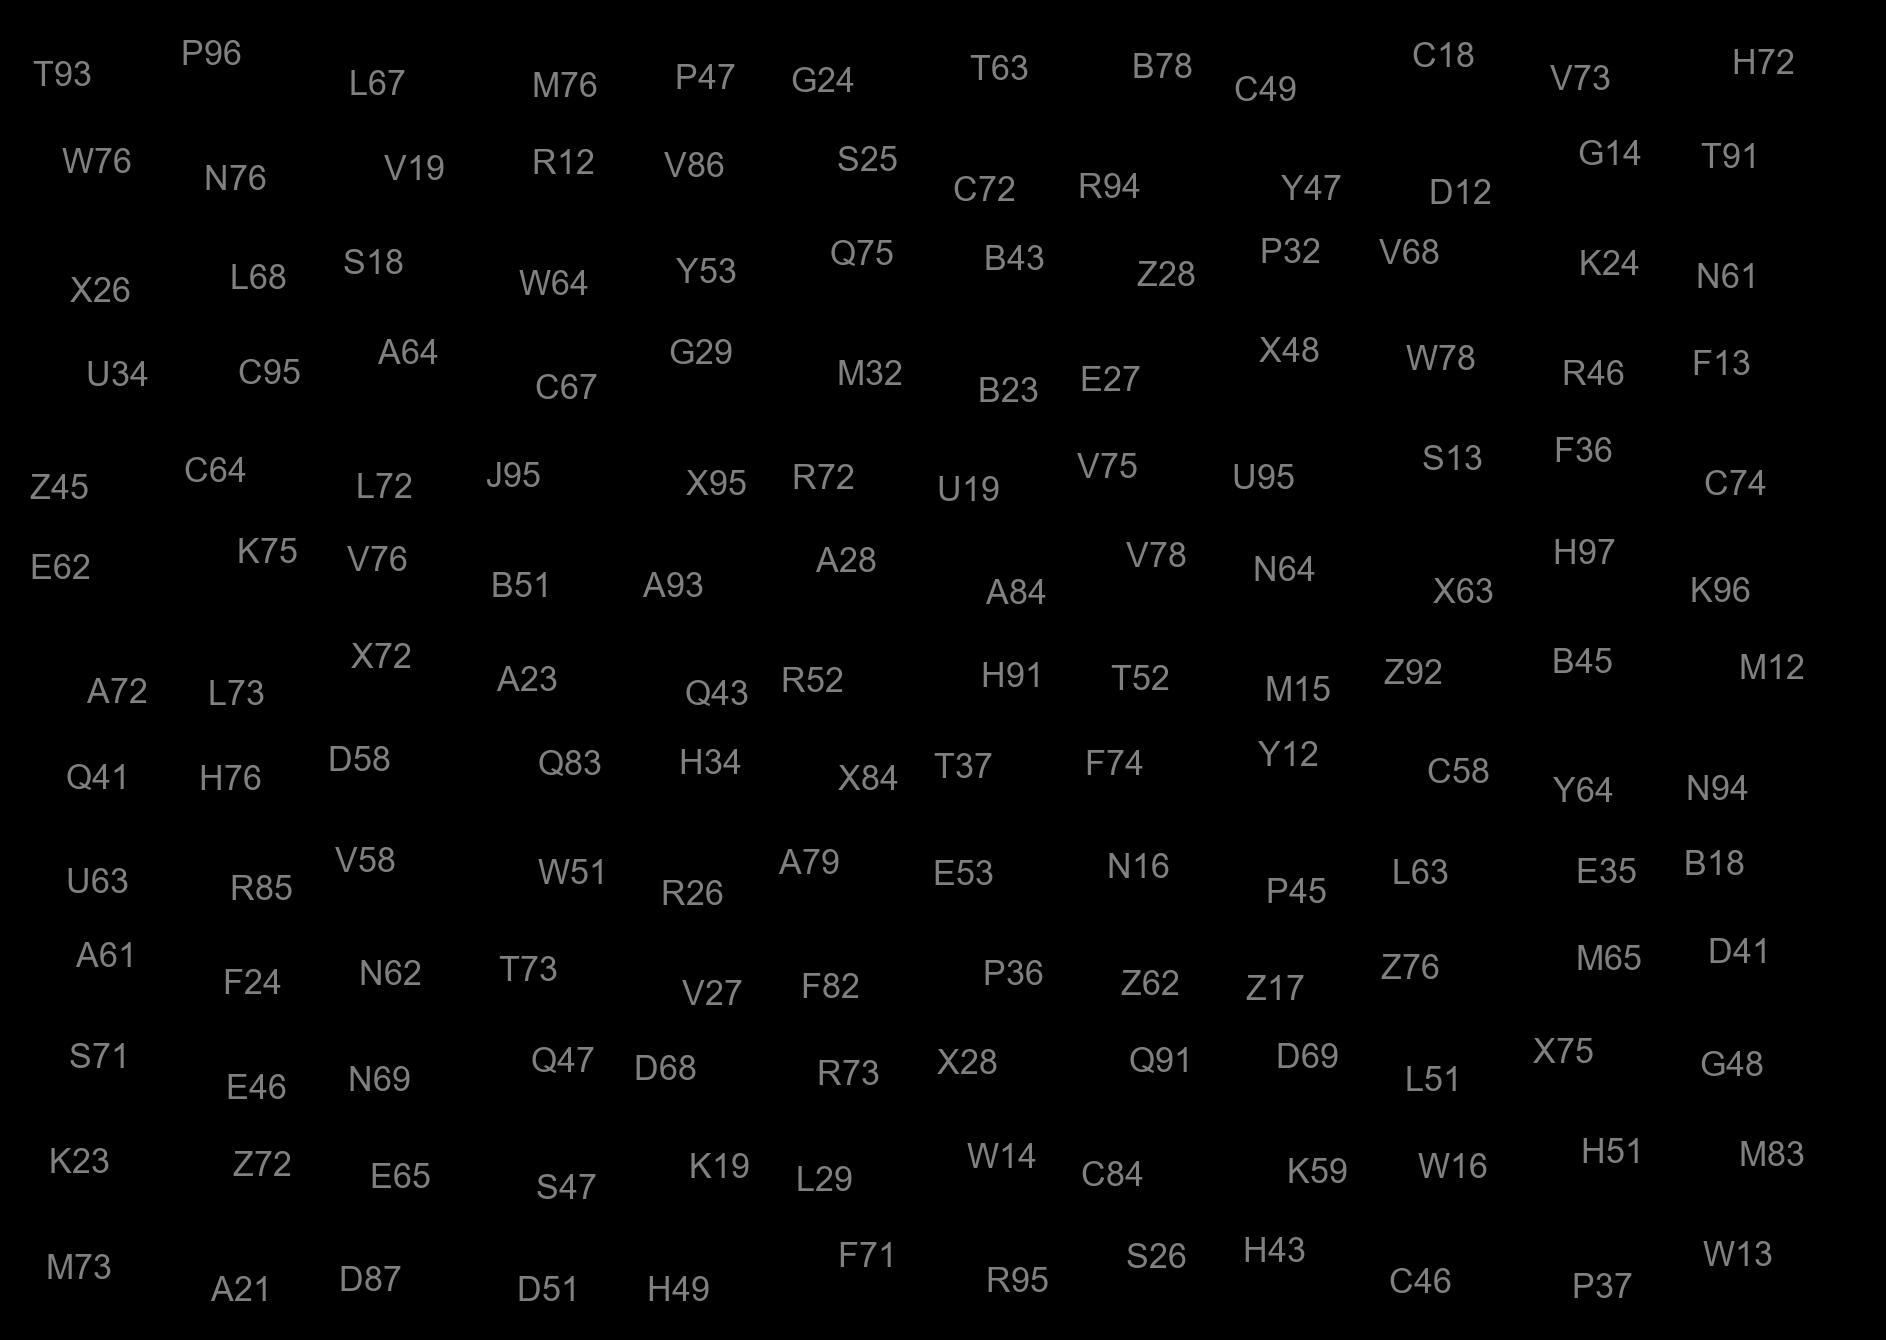 T93 P96 L67 M76 P47 G24 T63 B78 C49 C18 V73 H72
W76 N76 V19 R12 V86 S25 C72 R94 Y47 D12 G14 T91
X26 L68 S18 W64 Y53 Q75 B43 Z28 P32 V68 K24 N61
U34 C95 A64 C67 G29 M32 B23 E27 X48 W78 R46 F13
Z45 C64 L72 J95 X95 R72 U19 V75 U95 S13 F36 C74
E62 K75 V76 B51 A93 A28 A84 V78 N64 X63 H97 K96
A72 L73 X72 A23 Q43 R52 H91 T52 M15 Z92 B45 M12
Q41 H76 D58 Q83 H34 X84 T37 F74 Y12 C58 Y64 N94
U63 R85 V58 W51 R26 A79 E53 N16 P45 L63 E35 B18
A61 F24 N62 T73 V27 F82 P36 Z62 Z17 Z76 M65 D41
S71 E46 N69 Q47 D68 R73 X28 Q91 D69 L51 X75 G48
K23 Z72 E65 S47 K19 L29 W14 C84 K59 W16 H51 M83
M73 A21 D87 D51 H49 F71 R95 S26 H43 C46 P37 W13